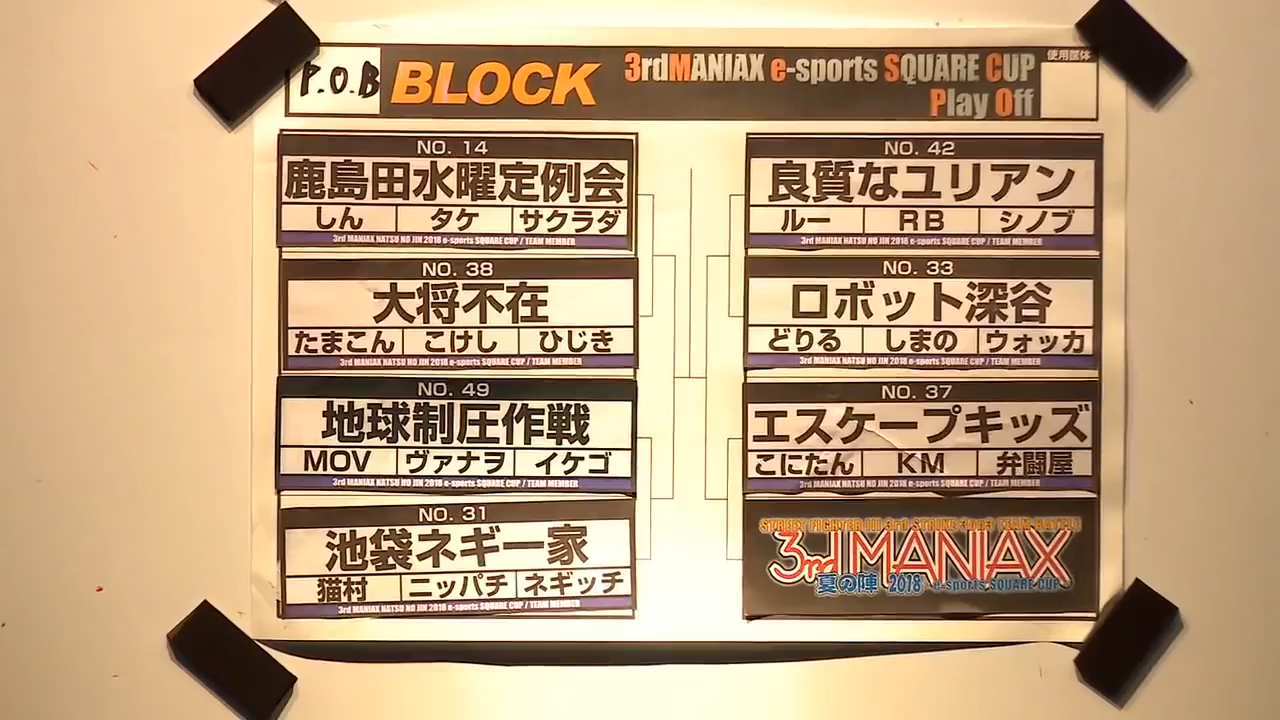 P.O.B BLOCK 3rdMANIAX e-sports SQUARE CUP 使用筐体
Play Off
NO. 14
鹿島田水曜定例会
しん タケ サクラダ
3rd MANIAX NATSU NO JIN 2018 e-sports SQUARE CUP / TEAM MEMBER
NO. 38
大将不在
たまこん こけし ひじき
3rd MANIAX NATSU NO JIN 2018 e-sports SQUARE CUP / TEAM MEMBER
NO. 49
地球制圧作戦
MOV ヴァナヲ イケゴ
3rd MANIAX NATSU NO JIN 2018 e-sports SQUARE CUP / TEAM MEMBER
NO. 31
池袋ネギ一家
猫村 ニッパチ ネギッチ
3rd MANIAX NATSU NO JIN 2018 e-sports SQUARE CUP / TEAM MEMBER
NO. 42
良質なユリアン
ルー RB シノブ
3rd MANIAX NATSU NO JIN 2018 e-sports SQUARE CUP / TEAM MEMBER
NO. 33
ロボット深谷
どりる しまの ウォッカ
3rd MANIAX NATSU NO JIN 2018 e-sports SQUARE CUP / TEAM MEMBER
NO. 37
エスケープキッズ
こにたん KM 弁闘屋
3rd MANIAX NATSU NO JIN 2018 e-sports SQUARE CUP / TEAM MEMBER
STREET FIGHTER III 3rd STRIKE 3on3 TEAM BATTLE
3rd MANIAX
夏の陣 2018 e-sports SQUARE CUP